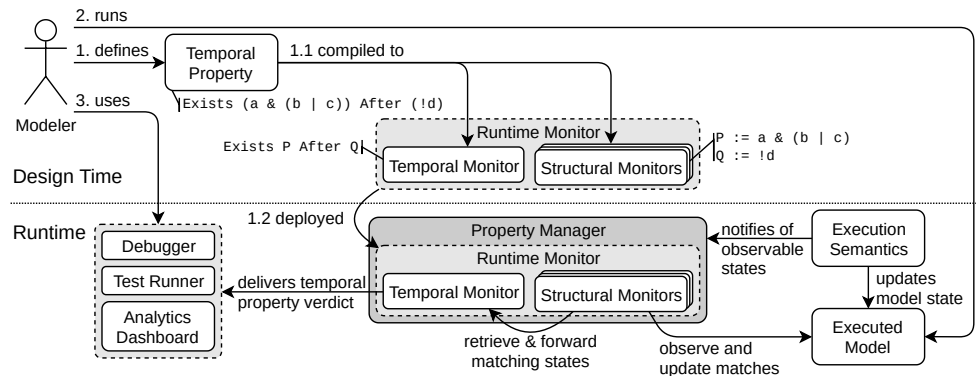 2. runs
1. defines
1.1 compiled to
Temporal
Property
3. uses
Modeler
Exists (a & (b | c)) After (!d)
Runtime Monitor
Exists P After Q
Temporal Monitor
Structural Monitors
P := a & (b | c)
Q := !d
Design Time
Runtime
1.2 deployed
Property Manager
Runtime Monitor
Temporal Monitor
Structural Monitors
Debugger
Test Runner
Analytics
Dashboard
delivers temporal
property verdict
notifies of
observable
states
Execution
Semantics
updates
model state
Executed
Model
retrieve & forward
matching states
observe and
update matches